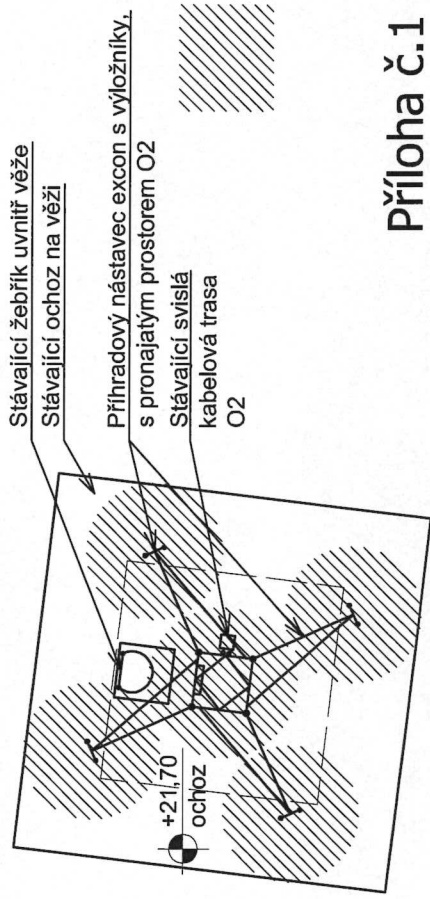 Stávající žebřík uvnitř věže
Stávající ochoz na věži
Příhradový nástavec excon s výložníky,
s pronajatým prostorem O2
Stávající svislá
kabelová trasa
O2
+21,70
ochoz
Příloha č.1